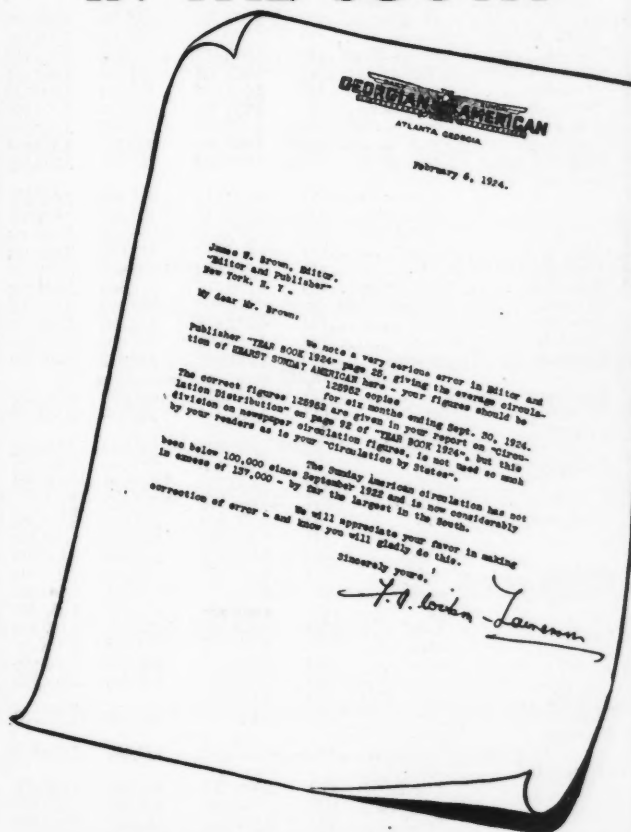 GEORGIAN AMERICAN
ATLANTA, GEORGIA
February 6, 1924.
James W. Brown, Editor.
"Editor and Publisher"
New York, N. Y -
My dear Mr. Brown:
We note a very serious error in Editor and
Publisher "YEAR BOOK 1924" page 25, giving the average circula-
tion of HEARST SUNDAY AMERICAN here - your figures should be
128982 copies
for six months ending Sept. 30, 1924.
The correct figures 128982 are given in your report on "Circu-
lation Distribution" on page 92 of "YEAR BOOK 1924", but this
division on newspaper circulation figures, is not used so much
by your readers as is your "Circulation by States".
The Sunday American circulation has not
been below 100,000 since September 1922 and is now considerably
in excess of 137,000 - by far the largest in the South.
We will appreciate your favor in making
correction of error - and know you will gladly do this.
Sincerely yours,